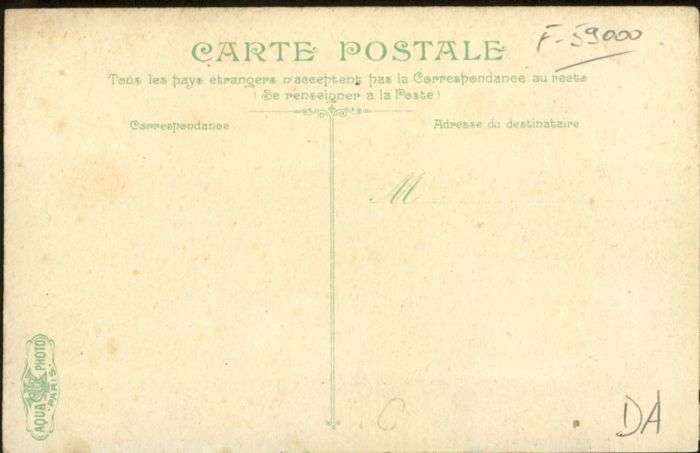 F-59000
CARTE POSTALE
Tous les pays étrangers n'acceptent pas la Correspondance au recto
(Se renseigner à la Poste)
Correspondance
Adresse du destinataire
M
AQUA PHOTO
PARIS
C
DA